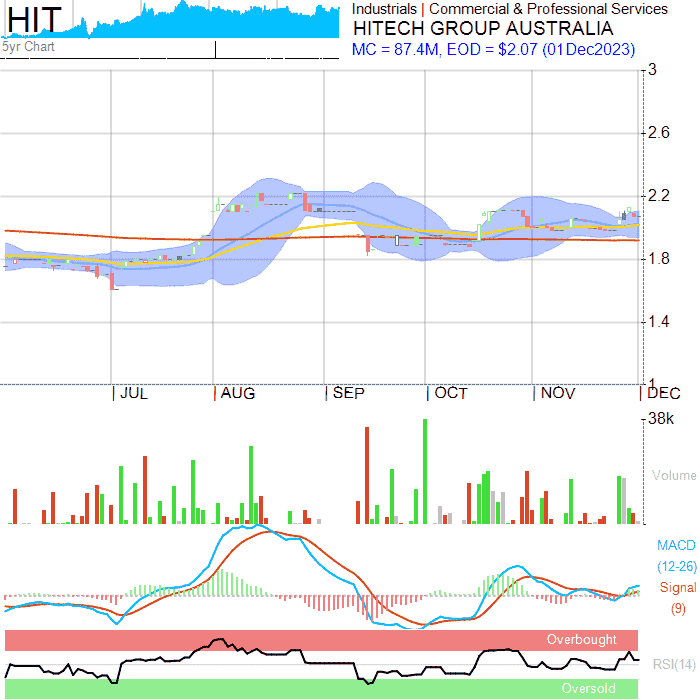 HIT
5yr Chart
Industrials | Commercial & Professional Services
HITECH GROUP AUSTRALIA
MC = 87.4M, EOD = $2.07 (01Dec2023)
3
2.6
2.2
1.8
1.4
1
JUL
AUG
SEP
OCT
NOV
DEC
38k
Volume
MACD
(12-26)
Signal
(9)
Overbought
RSI(14)
Oversold